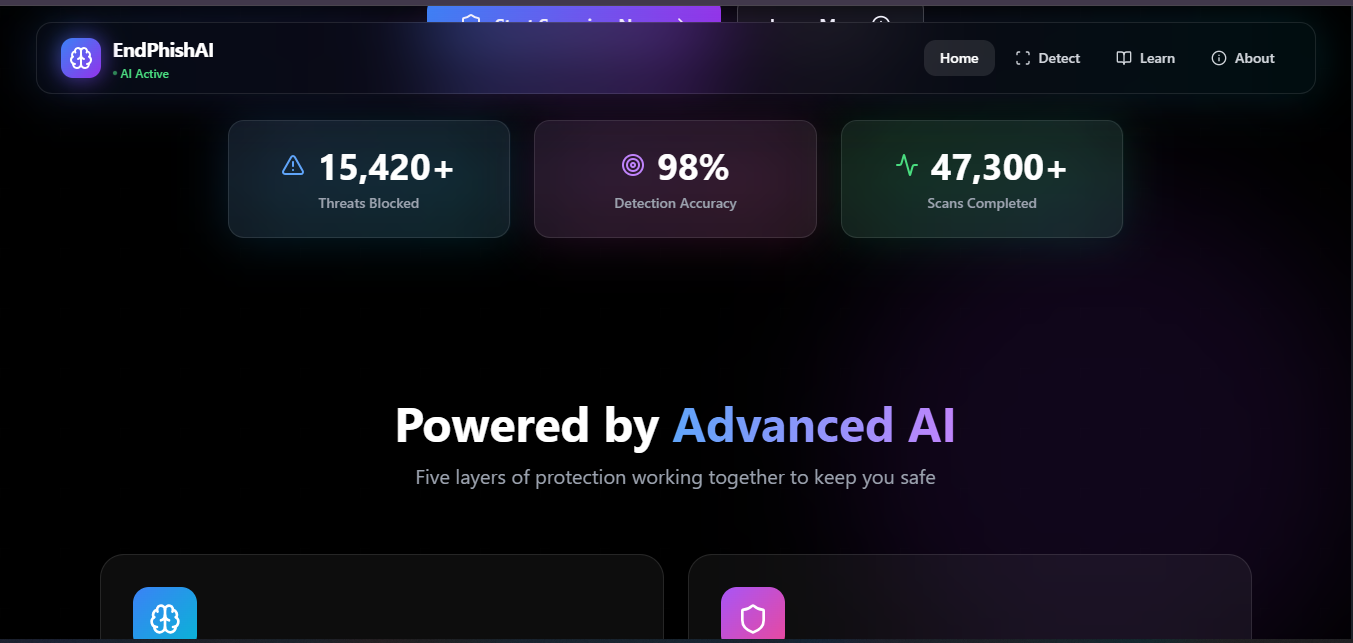 EndPhishAI
AI Active
Home
Detect
Learn
About
15,420+
Threats Blocked
98%
Detection Accuracy
47,300+
Scans Completed
Powered by Advanced AI
Five layers of protection working together to keep you safe